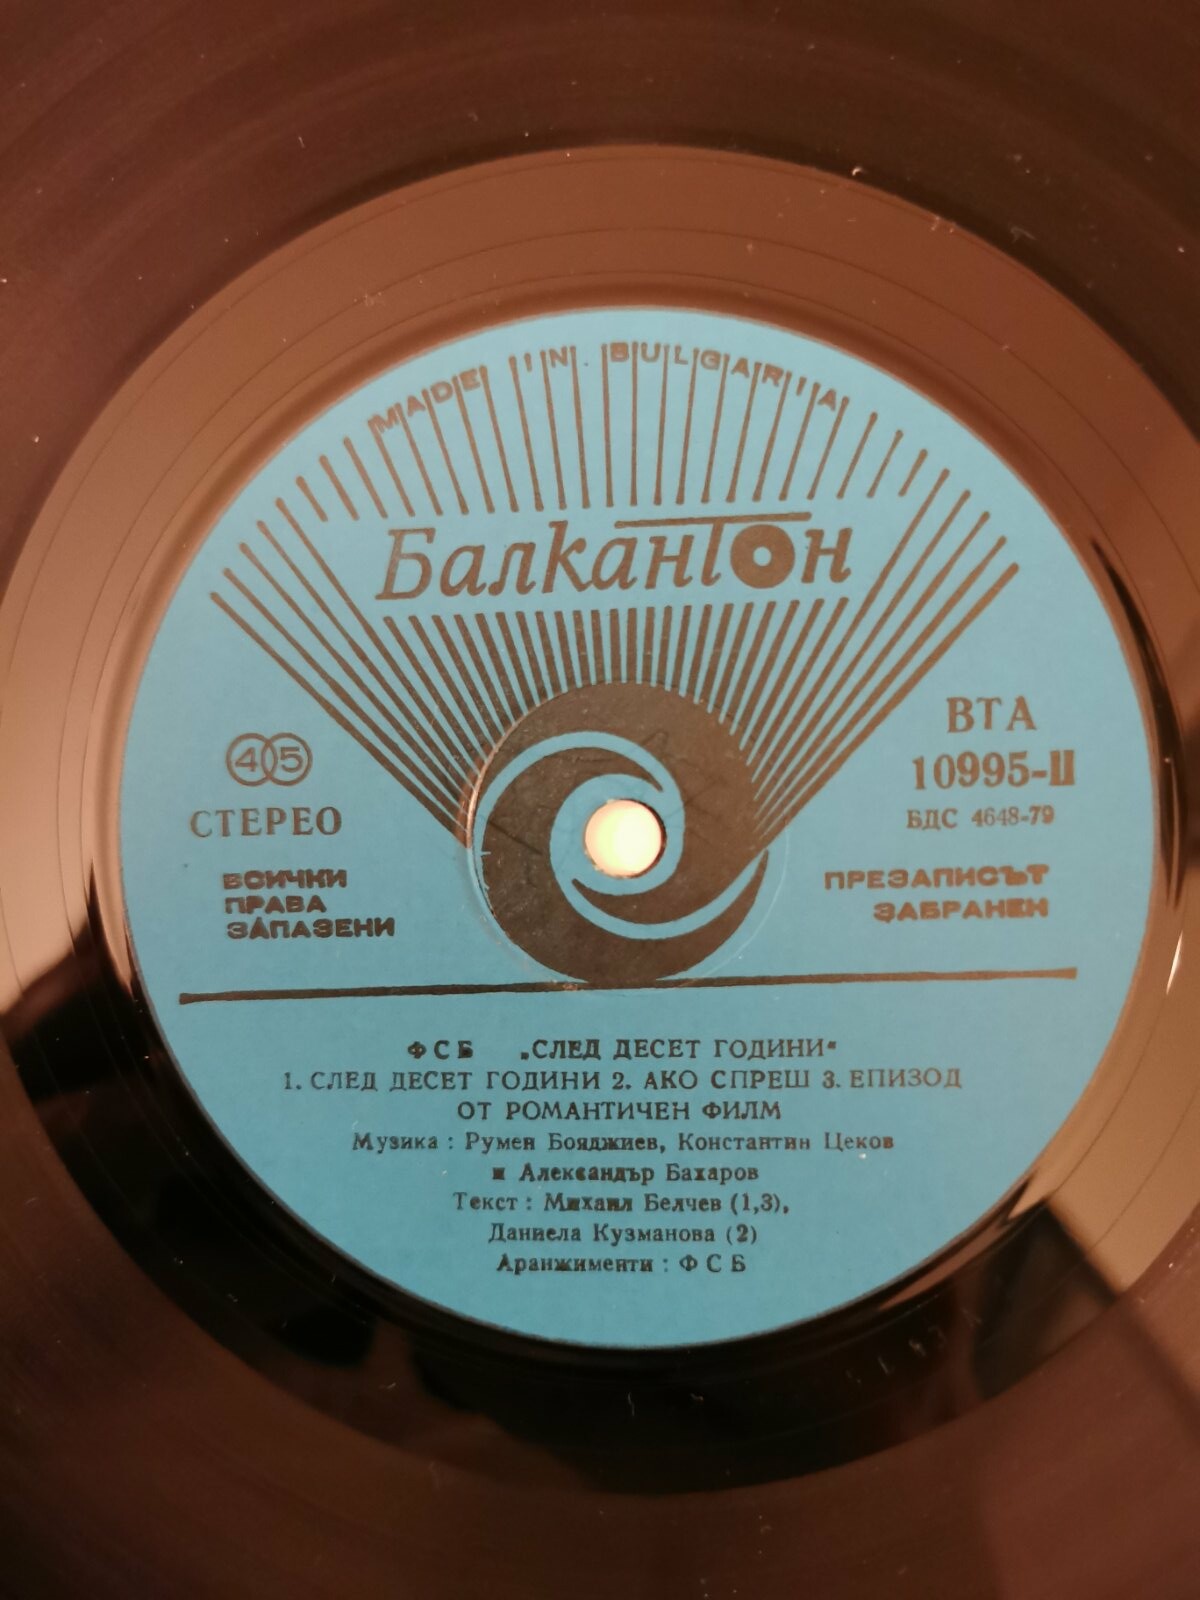 MADE IN BULGARIA
Балкантон
45
СТЕРЕО
ВТА
10995-II
БДС 4648-79
ВСИЧКИ
ПРАВА
ЗАПАЗЕНИ
ПРЕЗАПИСЪТ
ЗАБРАНЕН
ФСБ „СЛЕД ДЕСЕТ ГОДИНИ“
1. СЛЕД ДЕСЕТ ГОДИНИ 2. АКО СПРЕШ 3. ЕПИЗОД
ОТ РОМАНТИЧЕН ФИЛМ
Музика : Румен Бояджиев, Константин Цеков
и Александър Бахаров
Текст : Михаил Белчев (1,3),
Даниела Кузманова (2)
Аранжименти : Ф С Б